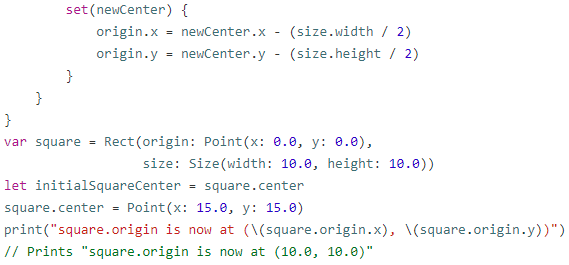 set(newCenter) {
origin.x = newCenter.x - (size.width / 2)
origin.y = newCenter.y - (size.height / 2)
}
}
}
var square = Rect(origin: Point(x: 0.0, y: 0.0),
size: Size(width: 10.0, height: 10.0))
let initialSquareCenter = square.center
square.center = Point(x: 15.0, y: 15.0)
print("square.origin is now at (\(square.origin.x), \(square.origin.y))")
// Prints "square.origin is now at (10.0, 10.0)"